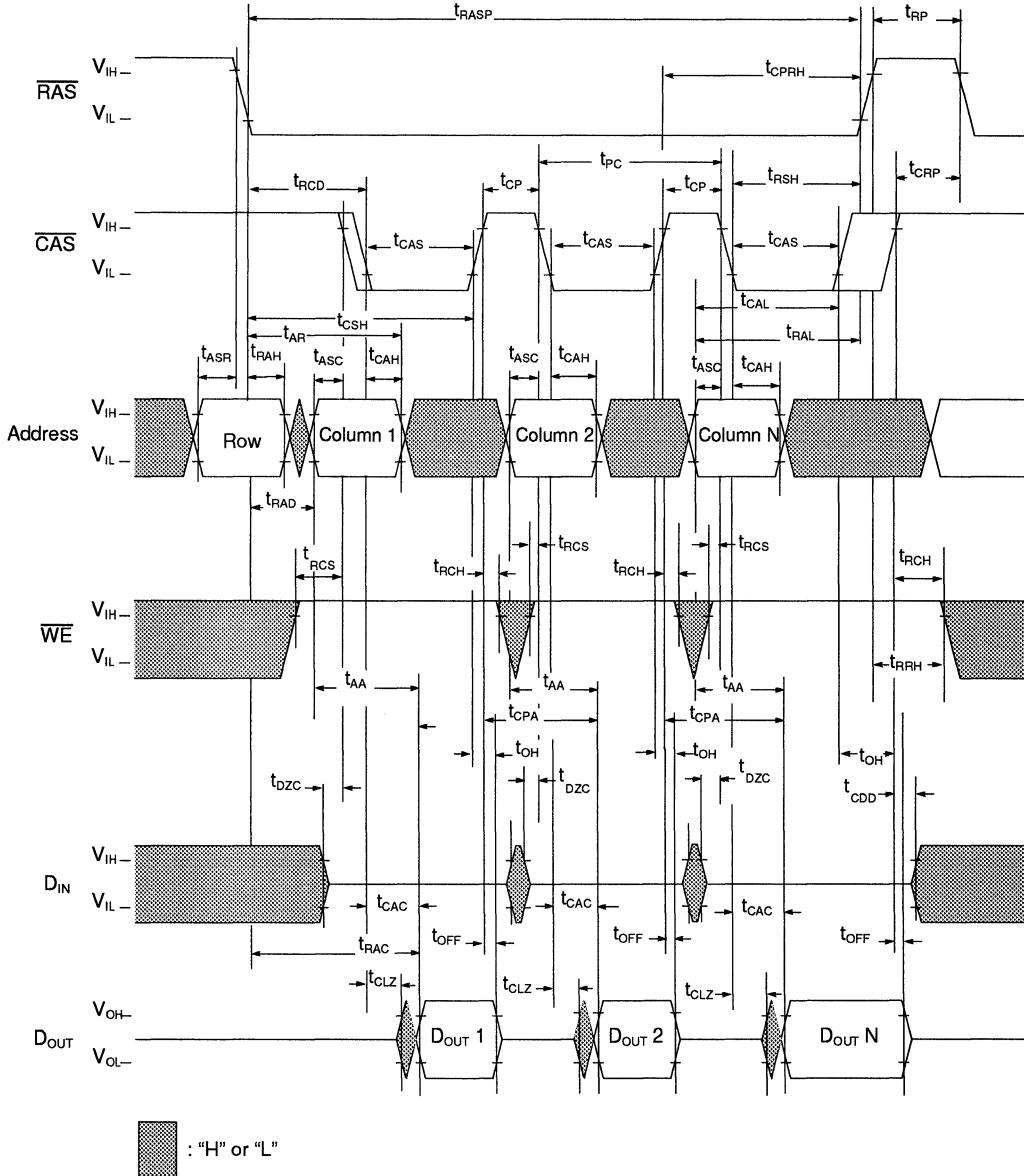 tRASP
tRP
VIH
RAS
VIL
tCPRH
tPC
tRCD
tCP
tCP
tRSH
tCRP
VIH
CAS
VIL
tCAS
tCAS
tCAS
tCAL
tCSH
tAR
tRAL
tASR
tRAH
tASC
tCAH
tASC
tCAH
tASC
tCAH
Address
VIH
VIL
Row
Column 1
Column 2
Column N
tRAD
tRCS
tRCS
tRCS
tRCH
tRCH
tRCH
VIH
WE
VIL
tRRH
tAA
tAA
tAA
tCPA
tCPA
tOH
tOH
tOH
tDZC
tDZC
tDZC
tCDD
VIH
DIN
VIL
tCAC
tCAC
tCAC
tRAC
tOFF
tOFF
tOFF
tCLZ
tCLZ
tCLZ
VOH
DOUT
VOL
DOUT 1
DOUT 2
DOUT N
: “H” or “L”